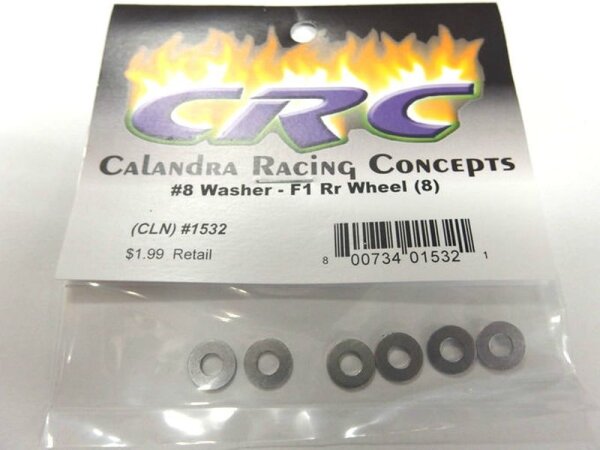 CRC
Calandra Racing Concepts
#8 Washer - F1 Rr Wheel (8)
(CLN) #1532
$1.99 Retail
8 00734 01532 1